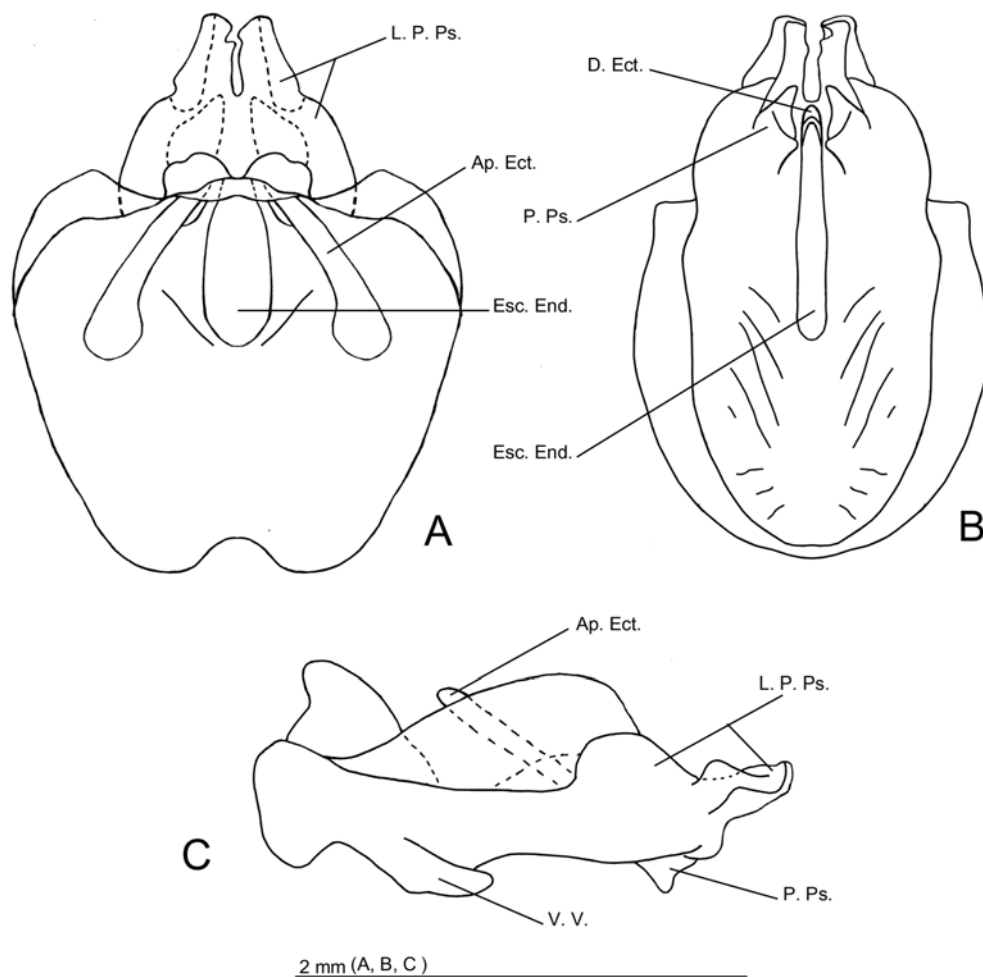 L. P. Ps.
Ap. Ect.
Esc. End.
A
D. Ect.
P. Ps.
Esc. End.
B
Ap. Ect.
L. P. Ps.
C
P. Ps.
V. V.
2 mm (A, B, C )